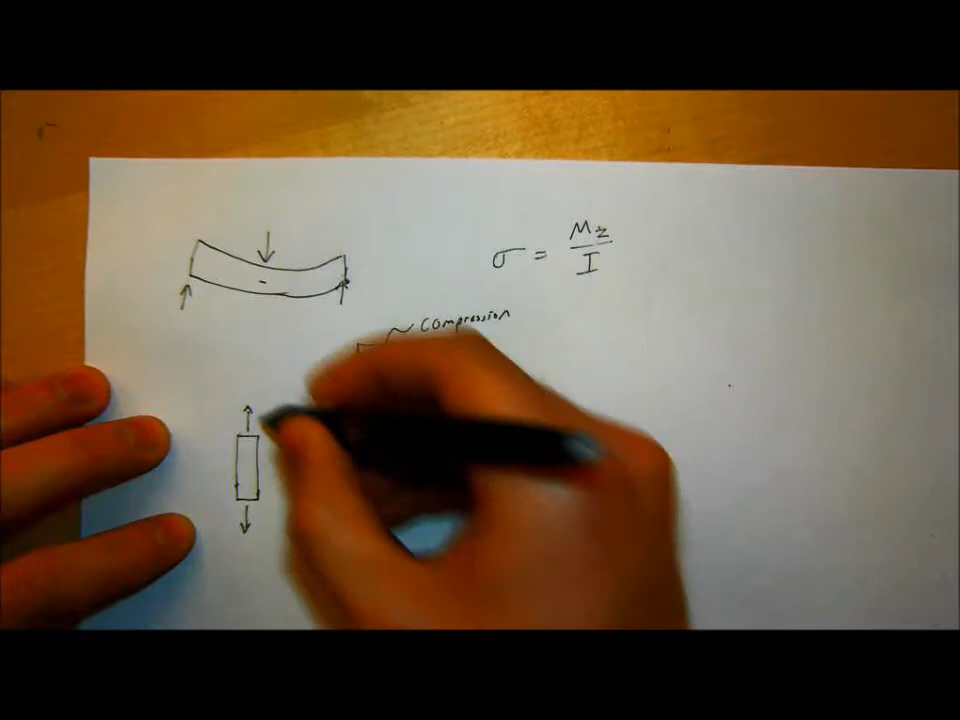 σ = Mz/I
~ Compression